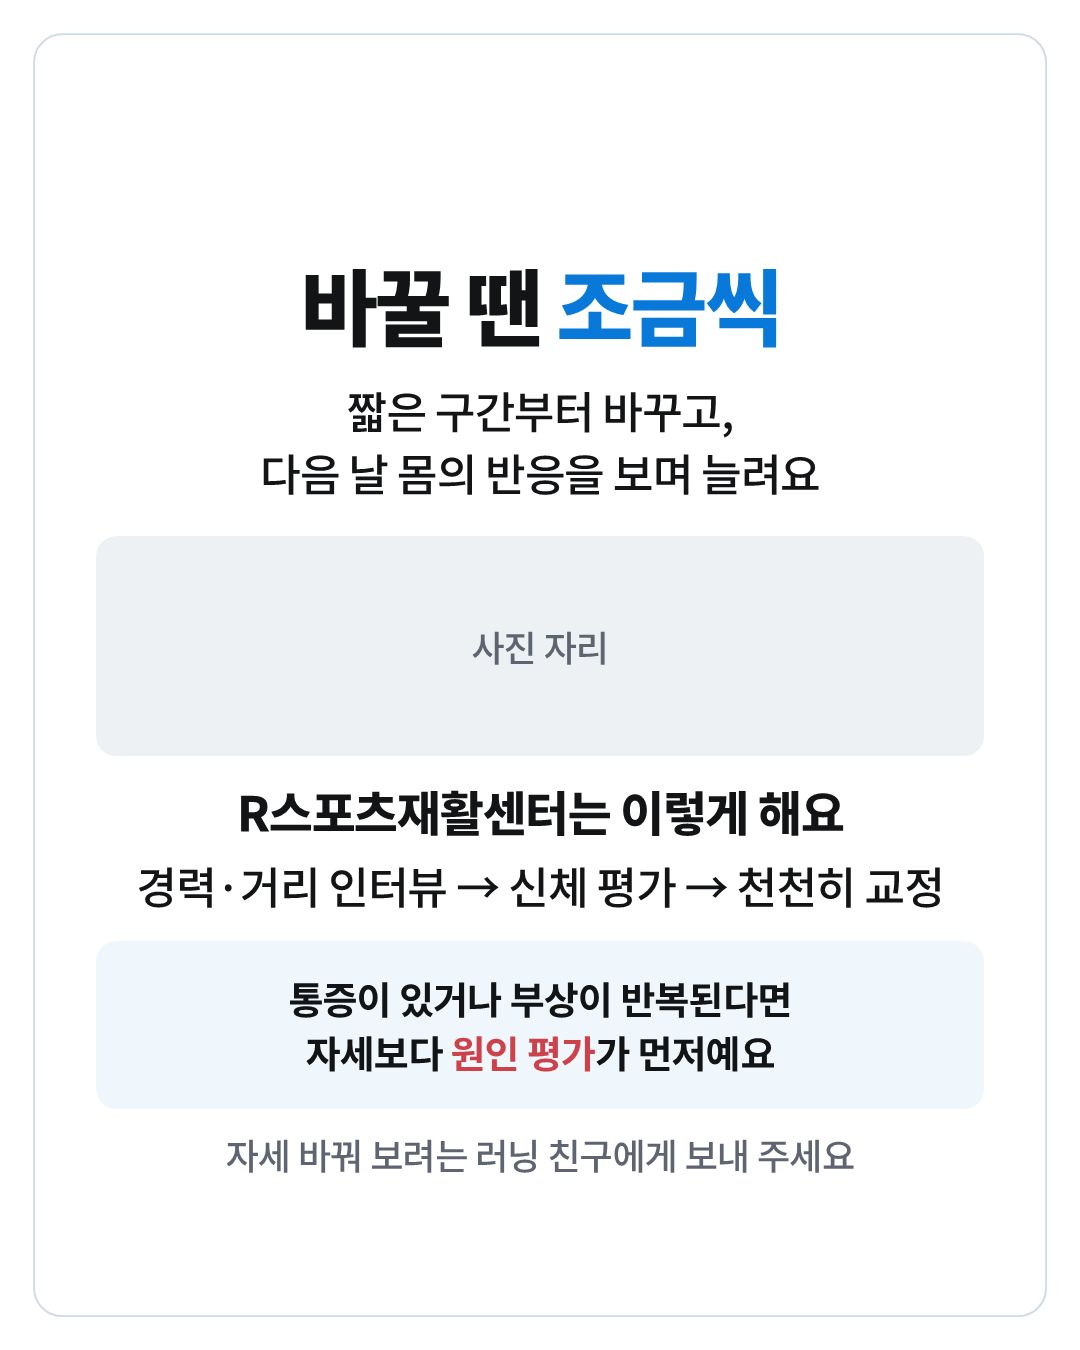 바꿀 땐 조금씩
짧은 구간부터 바꾸고,
다음 날 몸의 반응을 보며 늘려요
사진 자리
R스포츠재활센터는 이렇게 해요
경력·거리 인터뷰 → 신체 평가 → 천천히 교정
통증이 있거나 부상이 반복된다면
자세보다 원인 평가가 먼저예요
자세 바꿔 보려는 러닝 친구에게 보내 주세요